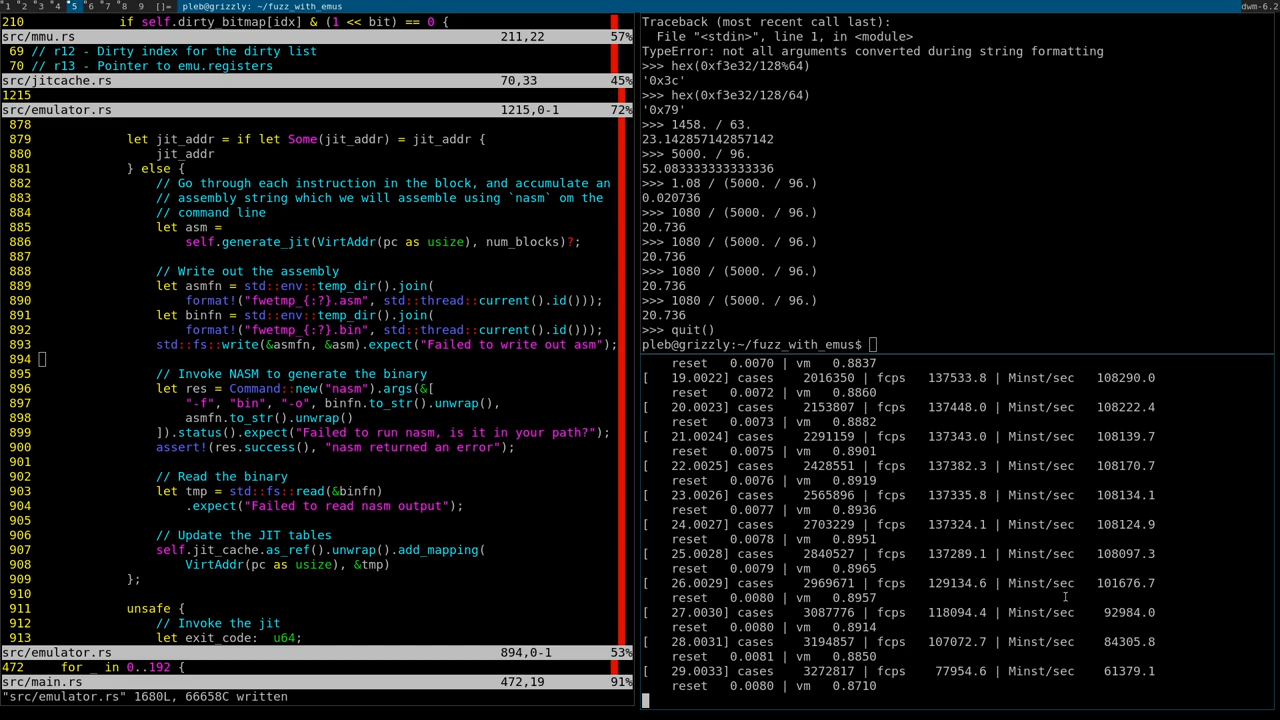 1 2 3 4 5 6 7 8 9 []= pleb@grizzly: ~/fuzz_with_emus dwm-6.2
210 if self.dirty_bitmap[idx] & (1 << bit) == 0 {
src/mmu.rs 211,22 57%
69 // r12 - Dirty index for the dirty list
70 // r13 - Pointer to emu.registers
src/jitcache.rs 70,33 45%
1215
src/emulator.rs 1215,0-1 72%
878
879 let jit_addr = if let Some(jit_addr) = jit_addr {
880 jit_addr
881 } else {
882 // Go through each instruction in the block, and accumulate an
883 // assembly string which we will assemble using `nasm` om the
884 // command line
885 let asm =
886 self.generate_jit(VirtAddr(pc as usize), num_blocks)?;
887
888 // Write out the assembly
889 let asmfn = std::env::temp_dir().join(
890 format!("fwetmp_{:?}.asm", std::thread::current().id()));
891 let binfn = std::env::temp_dir().join(
892 format!("fwetmp_{:?}.bin", std::thread::current().id()));
893 std::fs::write(&asmfn, &asm).expect("Failed to write out asm");
894
895 // Invoke NASM to generate the binary
896 let res = Command::new("nasm").args(&[
897 "-f", "bin", "-o", binfn.to_str().unwrap(),
898 asmfn.to_str().unwrap()
899 ]).status().expect("Failed to run nasm, is it in your path?");
900 assert!(res.success(), "nasm returned an error");
901
902 // Read the binary
903 let tmp = std::fs::read(&binfn)
904 .expect("Failed to read nasm output");
905
906 // Update the JIT tables
907 self.jit_cache.as_ref().unwrap().add_mapping(
908 VirtAddr(pc as usize), &tmp)
909 };
910
911 unsafe {
912 // Invoke the jit
913 let exit_code: u64;
src/emulator.rs 894,0-1 53%
472 for _ in 0..192 {
src/main.rs 472,19 91%
"src/emulator.rs" 1680L, 66658C written
Traceback (most recent call last):
File "<stdin>", line 1, in <module>
TypeError: not all arguments converted during string formatting
>>> hex(0xf3e32/128%64)
'0x3c'
>>> hex(0xf3e32/128/64)
'0x79'
>>> 1458. / 63.
23.142857142857142
>>> 5000. / 96.
52.083333333333336
>>> 1.08 / (5000. / 96.)
0.020736
>>> 1080 / (5000. / 96.)
20.736
>>> 1080 / (5000. / 96.)
20.736
>>> 1080 / (5000. / 96.)
20.736
>>> 1080 / (5000. / 96.)
20.736
>>> quit()
pleb@grizzly:~/fuzz_with_emus$
reset 0.0070 | vm 0.8837
[ 19.0022] cases 2016350 | fcps 137533.8 | Minst/sec 108290.0
reset 0.0072 | vm 0.8860
[ 20.0023] cases 2153807 | fcps 137448.0 | Minst/sec 108222.4
reset 0.0073 | vm 0.8882
[ 21.0024] cases 2291159 | fcps 137343.0 | Minst/sec 108139.7
reset 0.0075 | vm 0.8901
[ 22.0025] cases 2428551 | fcps 137382.3 | Minst/sec 108170.7
reset 0.0076 | vm 0.8919
[ 23.0026] cases 2565896 | fcps 137335.8 | Minst/sec 108134.1
reset 0.0077 | vm 0.8936
[ 24.0027] cases 2703229 | fcps 137324.1 | Minst/sec 108124.9
reset 0.0078 | vm 0.8951
[ 25.0028] cases 2840527 | fcps 137289.1 | Minst/sec 108097.3
reset 0.0079 | vm 0.8965
[ 26.0029] cases 2969671 | fcps 129134.6 | Minst/sec 101676.7
reset 0.0080 | vm 0.8957
[ 27.0030] cases 3087776 | fcps 118094.4 | Minst/sec 92984.0
reset 0.0080 | vm 0.8914
[ 28.0031] cases 3194857 | fcps 107072.7 | Minst/sec 84305.8
reset 0.0081 | vm 0.8850
[ 29.0033] cases 3272817 | fcps 77954.6 | Minst/sec 61379.1
reset 0.0080 | vm 0.8710